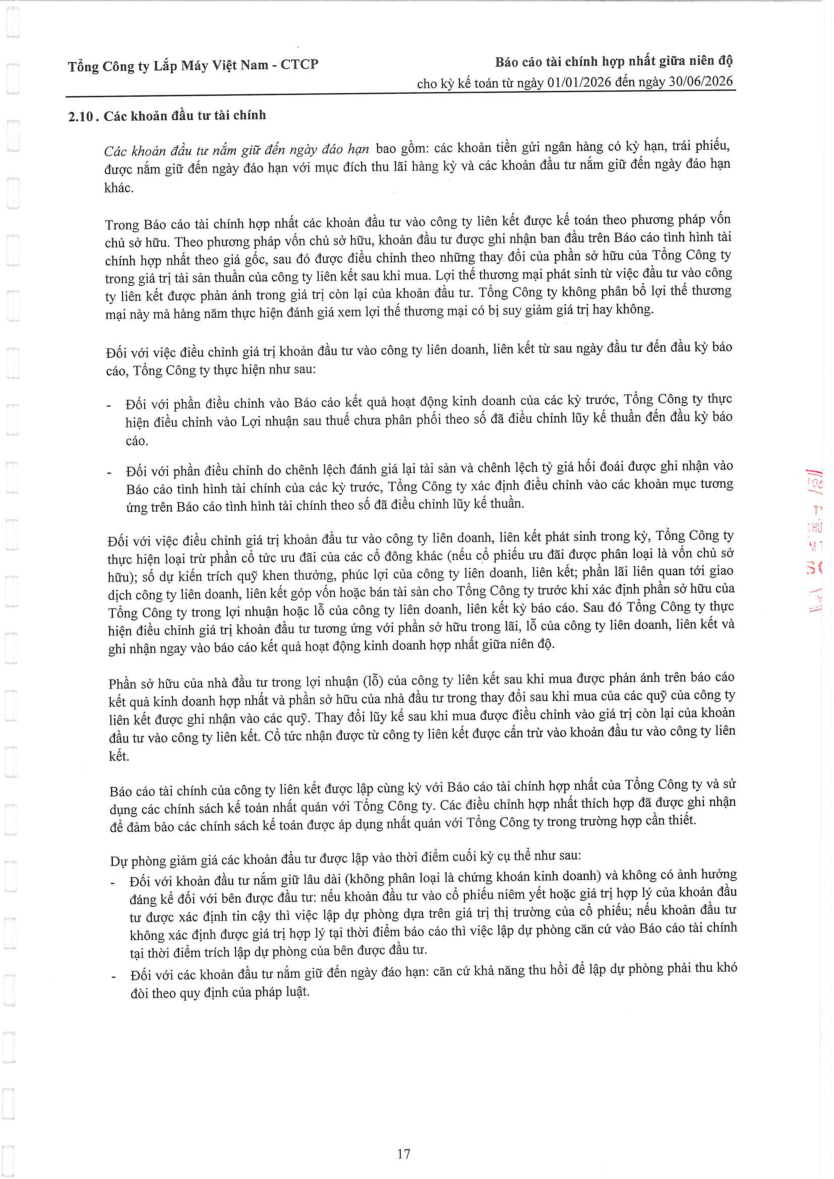 Tổng Công ty Lắp Máy Việt Nam - CTCP
Báo cáo tài chính hợp nhất giữa niên độ
cho kỳ kế toán từ ngày 01/01/2026 đến ngày 30/06/2026
2.10. Các khoản đầu tư tài chính
Các khoản đầu tư nắm giữ đến ngày đáo hạn bao gồm: các khoản tiền gửi ngân hàng có kỳ hạn, trái phiếu,
được nắm giữ đến ngày đáo hạn với mục đích thu lãi hàng kỳ và các khoản đầu tư nắm giữ đến ngày đáo hạn
khác.
Trong Báo cáo tài chính hợp nhất các khoản đầu tư vào công ty liên kết được kế toán theo phương pháp vốn
chủ sở hữu. Theo phương pháp vốn chủ sở hữu, khoản đầu tư được ghi nhận ban đầu trên Báo cáo tình hình tài
chính hợp nhất theo giá gốc, sau đó được điều chỉnh theo những thay đổi của phần sở hữu của Tổng Công ty
trong giá trị tài sản thuần của công ty liên kết sau khi mua. Lợi thế thương mại phát sinh từ việc đầu tư vào công
ty liên kết được phản ánh trong giá trị còn lại của khoản đầu tư. Tổng Công ty không phân bổ lợi thế thương
mại này mà hàng năm thực hiện đánh giá xem lợi thế thương mại có bị suy giảm giá trị hay không.
Đối với việc điều chỉnh giá trị khoản đầu tư vào công ty liên doanh, liên kết từ sau ngày đầu tư đến đầu kỳ báo
cáo, Tổng Công ty thực hiện như sau:
- Đối với phần điều chỉnh vào Báo cáo kết quả hoạt động kinh doanh của các kỳ trước, Tổng Công ty thực
hiện điều chỉnh vào Lợi nhuận sau thuế chưa phân phối theo số đã điều chỉnh lũy kế thuần đến đầu kỳ báo
cáo.
- Đối với phần điều chỉnh do chênh lệch đánh giá lại tài sản và chênh lệch tỷ giá hối đoái được ghi nhận vào
Báo cáo tình hình tài chính của các kỳ trước, Tổng Công ty xác định điều chỉnh vào các khoản mục tương
ứng trên Báo cáo tình hình tài chính theo số đã điều chỉnh lũy kế thuần.
Đối với việc điều chỉnh giá trị khoản đầu tư vào công ty liên doanh, liên kết phát sinh trong kỳ, Tổng Công ty
thực hiện loại trừ phần cổ tức ưu đãi của các cổ đông khác (nếu cổ phiếu ưu đãi được phân loại là vốn chủ sở
hữu); số dự kiến trích quỹ khen thưởng, phúc lợi của công ty liên doanh, liên kết; phần lãi liên quan tới giao
dịch công ty liên doanh, liên kết góp vốn hoặc bán tài sản cho Tổng Công ty trước khi xác định phần sở hữu của
Tổng Công ty trong lợi nhuận hoặc lỗ của công ty liên doanh, liên kết kỳ báo cáo. Sau đó Tổng Công ty thực
hiện điều chỉnh giá trị khoản đầu tư tương ứng với phần sở hữu trong lãi, lỗ của công ty liên doanh, liên kết và
ghi nhận ngay vào báo cáo kết quả hoạt động kinh doanh hợp nhất giữa niên độ.
Phần sở hữu của nhà đầu tư trong lợi nhuận (lỗ) của công ty liên kết sau khi mua được phản ánh trên báo cáo
kết quả kinh doanh hợp nhất và phần sở hữu của nhà đầu tư trong thay đổi sau khi mua của các quỹ của công ty
liên kết được ghi nhận vào các quỹ. Thay đổi lũy kế sau khi mua được điều chỉnh vào giá trị còn lại của khoản
đầu tư vào công ty liên kết. Cổ tức nhận được từ công ty liên kết được cấn trừ vào khoản đầu tư vào công ty liên
kết.
Báo cáo tài chính của công ty liên kết được lập cùng kỳ với Báo cáo tài chính hợp nhất của Tổng Công ty và sử
dụng các chính sách kế toán nhất quán với Tổng Công ty. Các điều chỉnh hợp nhất thích hợp đã được ghi nhận
để đảm bảo các chính sách kế toán được áp dụng nhất quán với Tổng Công ty trong trường hợp cần thiết.
Dự phòng giảm giá các khoản đầu tư được lập vào thời điểm cuối kỳ cụ thể như sau:
- Đối với khoản đầu tư nắm giữ lâu dài (không phân loại là chứng khoán kinh doanh) và không có ảnh hưởng
đáng kể đối với bên được đầu tư: nếu khoản đầu tư vào cổ phiếu niêm yết hoặc giá trị hợp lý của khoản đầu
tư được xác định tin cậy thì việc lập dự phòng dựa trên giá trị thị trường của cổ phiếu; nếu khoản đầu tư
không xác định được giá trị hợp lý tại thời điểm báo cáo thì việc lập dự phòng căn cứ vào Báo cáo tài chính
tại thời điểm trích lập dự phòng của bên được đầu tư.
- Đối với các khoản đầu tư nắm giữ đến ngày đáo hạn: căn cứ khả năng thu hồi để lập dự phòng phải thu khó
đòi theo quy định của pháp luật.
17